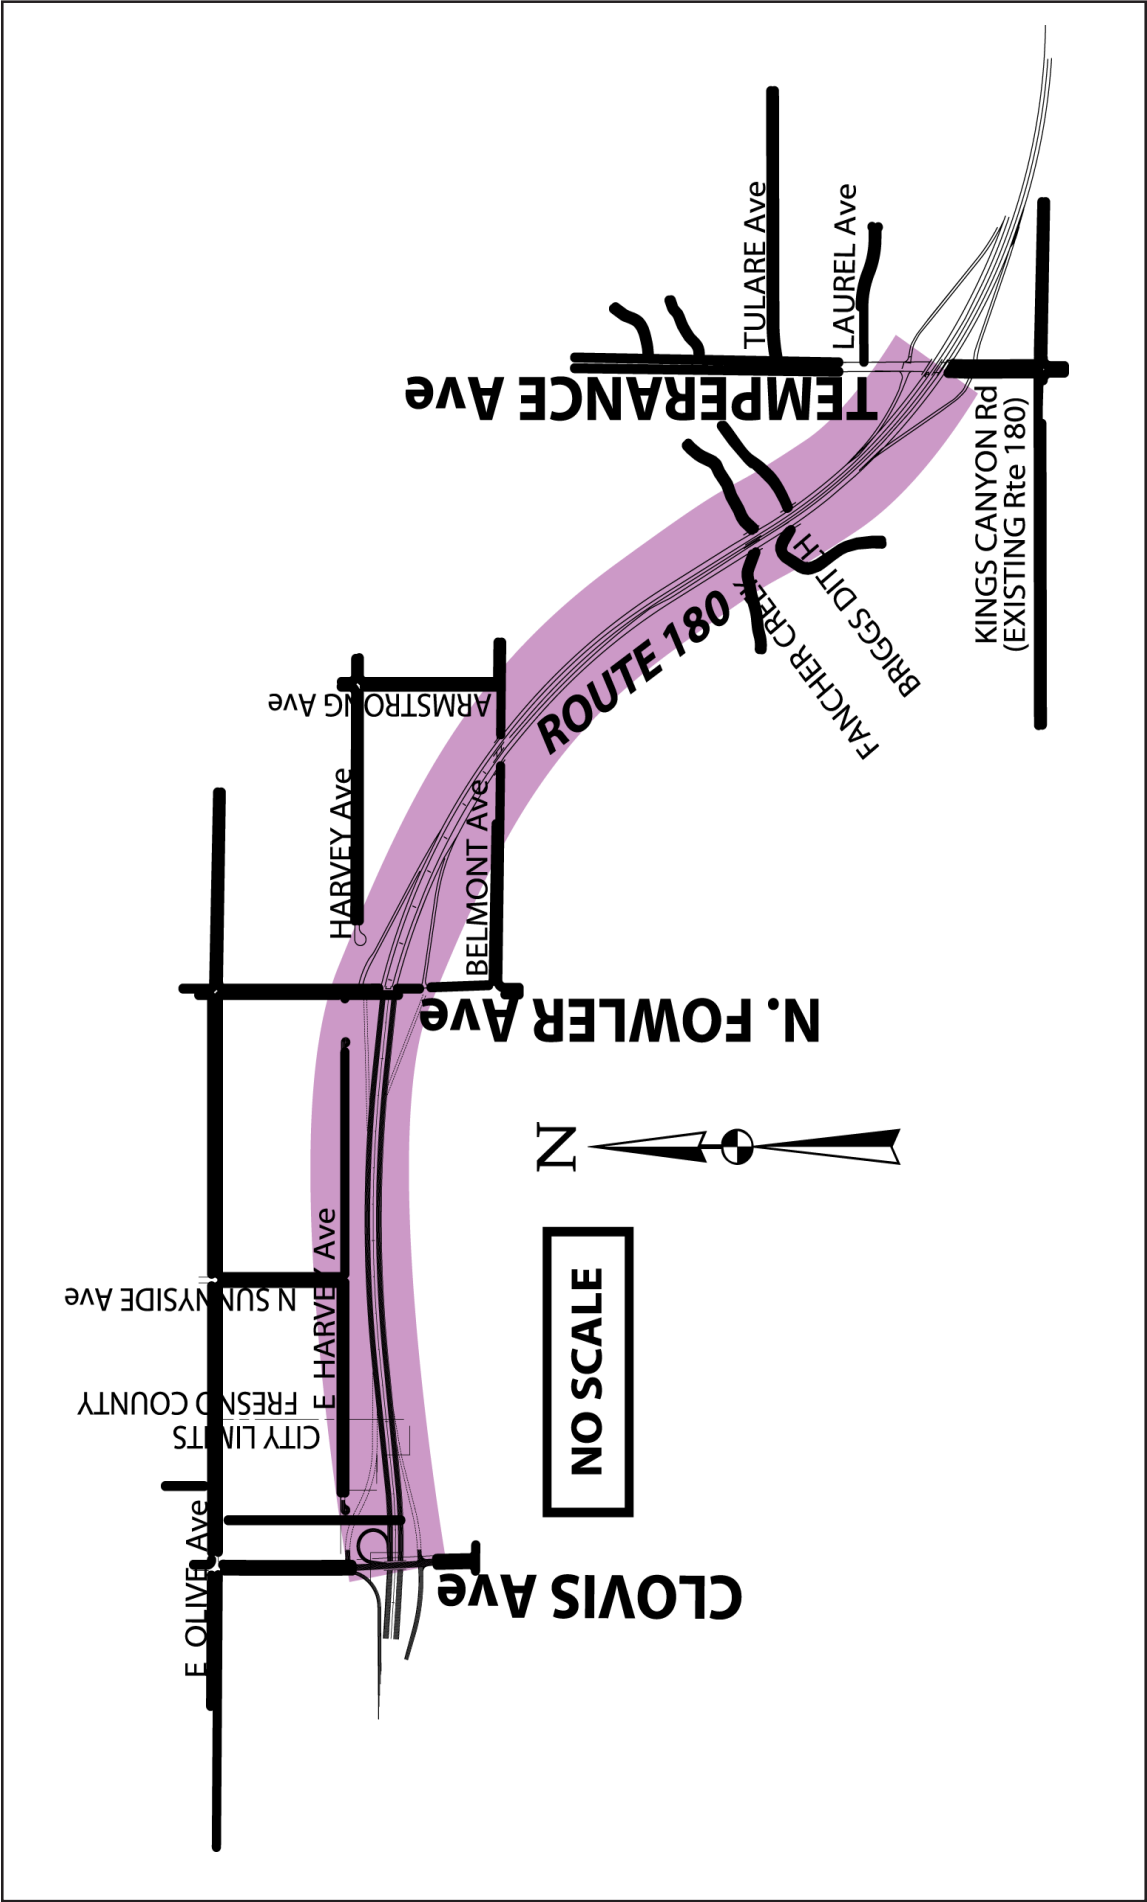 TULARE Ave
LAUREL Ave
TEMPERANCE Ave
KINGS CANYON Rd
(EXISTING Rte 180)
BRIGGS DITCH
FANCHER CREEK
ROUTE 180
ARMSTRONG Ave
HARVEY Ave
BELMONT Ave
N. FOWLER Ave
N
NO SCALE
N SUNNYSIDE Ave
E HARVEY Ave
FRESNO COUNTY
CITY LIMITS
E OLIVE Ave
CLOVIS Ave